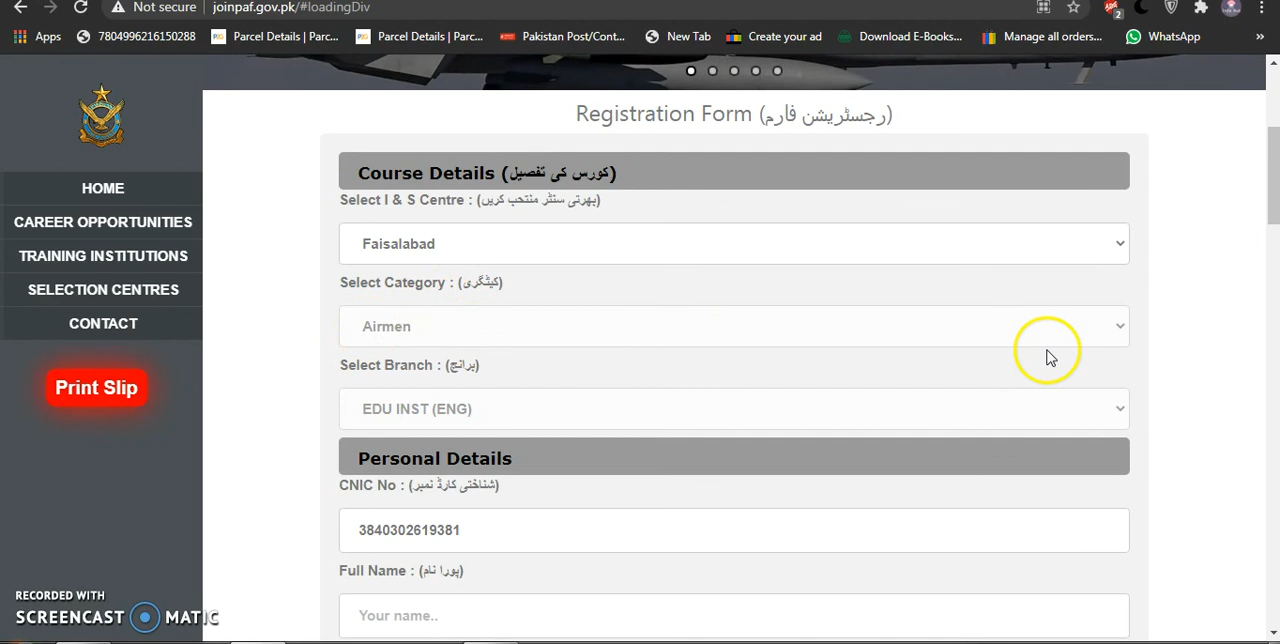 Not secure joinpaf.gov.pk/#loadingDiv
2
Apps 7804996216150288 Parcel Details | Parc... Parcel Details | Parc... Pakistan Post/Cont... New Tab Create your ad Download E-Books... Manage all orders... WhatsApp »
Registration Form (رجسٹریشن فارم)
HOME
CAREER OPPORTUNITIES
TRAINING INSTITUTIONS
SELECTION CENTRES
CONTACT
Print Slip
Course Details (کورس کی تفصیل)
Select I & S Centre : (بھرتی سنٹر منتحب کریں)
Faisalabad
Select Category : (کیٹگری)
Airmen
Select Branch : (برانچ)
EDU INST (ENG)
Personal Details
CNIC No : (شناختی کارڈ نمبر)
3840302619381
Full Name : (پورا نام)
Your name..
RECORDED WITH
SCREENCAST MATIC